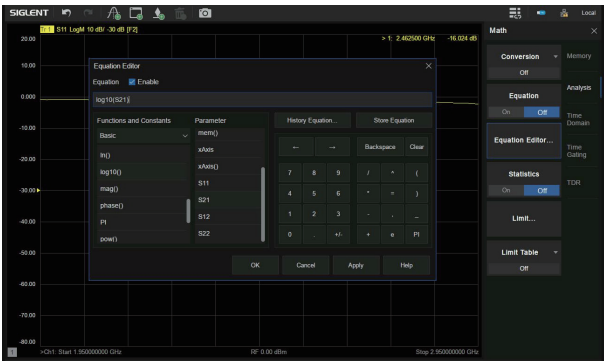 SIGLENT
Local
Tr 1 S11 LogM 10 dB/ -30 dB [F2]
> 1: 2.462500 GHz -16.024 dB
20.00
10.00
0.000
-10.00
-20.00
-30.00
-40.00
-50.00
-60.00
-70.00
-80.00
Equation Editor
Equation Enable
log10(S21)
Functions and Constants
Basic
ln()
log10()
mag()
phase()
PI
pow()
Parameter
mem()
xAxis
xAxis()
S11
S21
S12
S22
History Equation... Store Equation
← → Backspace Clear
7 8 9 / ^ (
4 5 6 * = )
1 2 3 - , _
0 . +/- + e PI
OK Cancel Apply Help
1 >Ch1: Start 1.950000000 GHz RF 0.00 dBm Stop 2.950000000 GHz
Math
Conversion
Off
Equation
On Off
Equation Editor...
Statistics
On Off
Limit...
Limit Table
Off
Memory
Analysis
Time
Domain
Time
Gating
TDR